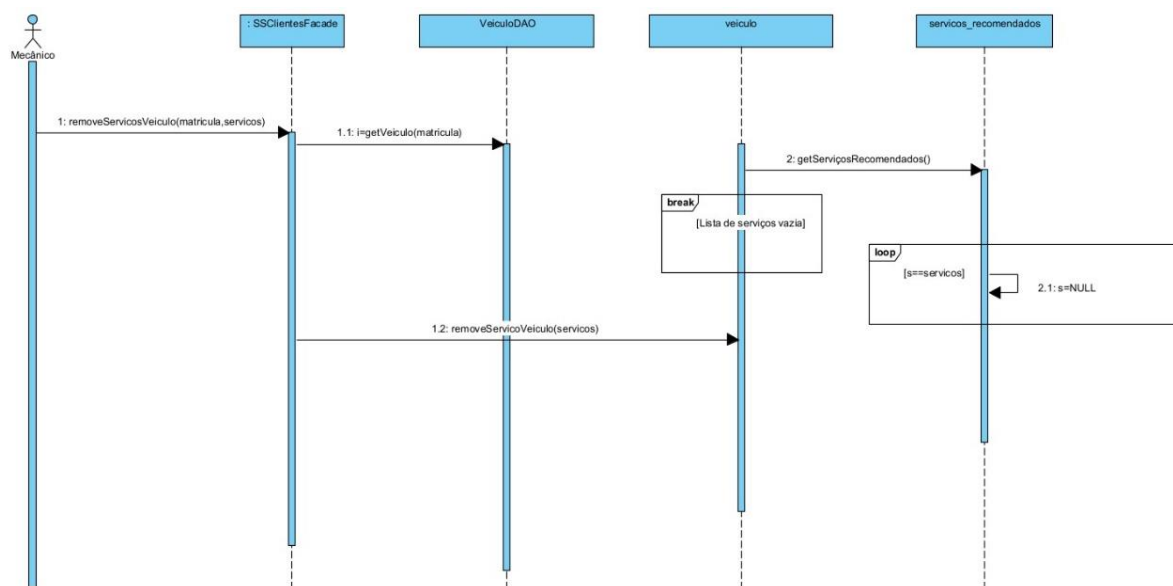 : SSClientesFacade
VeiculoDAO
veiculo
servicos_recomendados
Mecânico
1: removeServicosVeiculo(matricula,servicos)
1.1: i=getVeiculo(matricula)
2: getServiçosRecomendados()
break
[Lista de serviços vazia]
loop
[s==servicos]
2.1: s=NULL
1.2: removeServicoVeiculo(servicos)